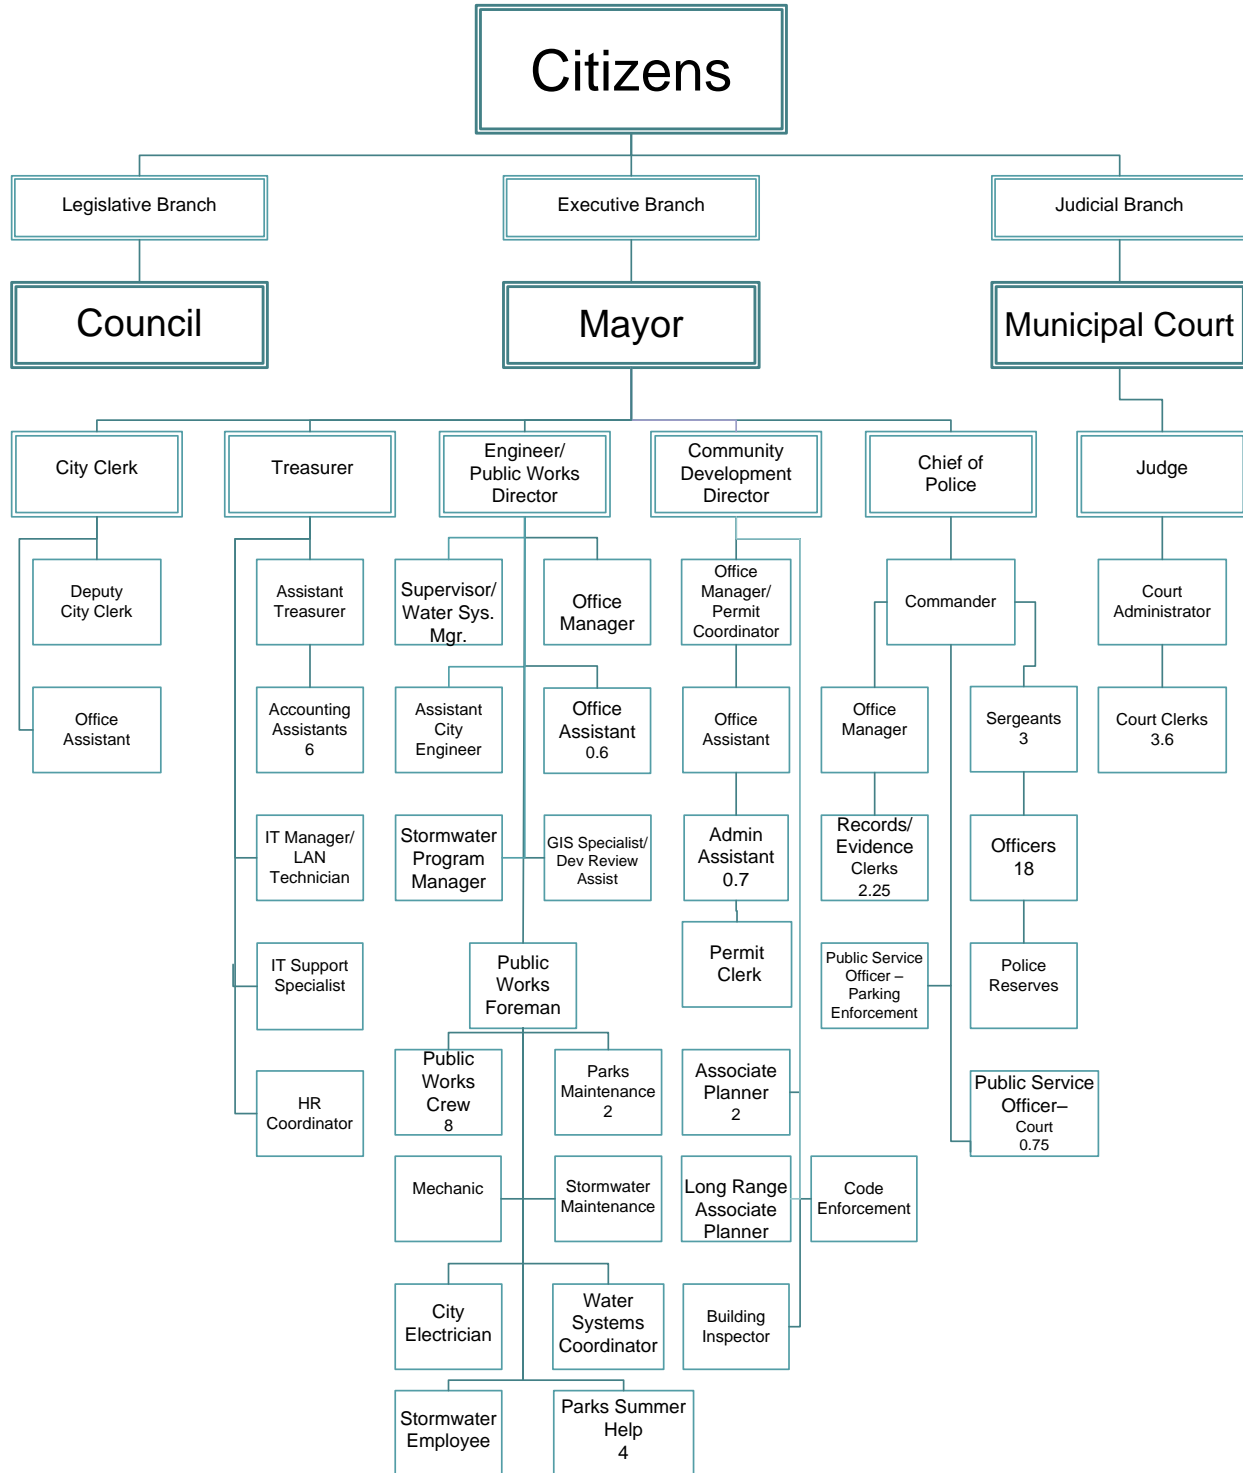 Citizens
Legislative Branch
Executive Branch
Judicial Branch
Council
Mayor
Municipal Court
City Clerk
Treasurer
Engineer/
Public Works
Director
Community
Development
Director
Chief of
Police
Judge
Deputy
City Clerk
Assistant
Treasurer
Supervisor/
Water Sys.
Mgr.
Office
Manager
Office
Manager/
Permit
Coordinator
Commander
Court
Administrator
Office
Assistant
Accounting
Assistants
6
Assistant
City
Engineer
Office
Assistant
0.6
Office
Assistant
Office
Manager
Sergeants
3
Court Clerks
3.6
IT Manager/
LAN
Technician
Stormwater
Program
Manager
GIS Specialist/
Dev Review
Assist
Admin
Assistant
0.7
Records/
Evidence
Clerks
2.25
Officers
18
IT Support
Specialist
Public
Works
Foreman
Permit
Clerk
Public Service
Officer –
Parking
Enforcement
Police
Reserves
HR
Coordinator
Public
Works
Crew
8
Parks
Maintenance
2
Associate
Planner
2
Public Service
Officer–
Court
0.75
Mechanic
Stormwater
Maintenance
Long Range
Associate
Planner
Code
Enforcement
City
Electrician
Water
Systems
Coordinator
Building
Inspector
Stormwater
Employee
Parks Summer
Help
4